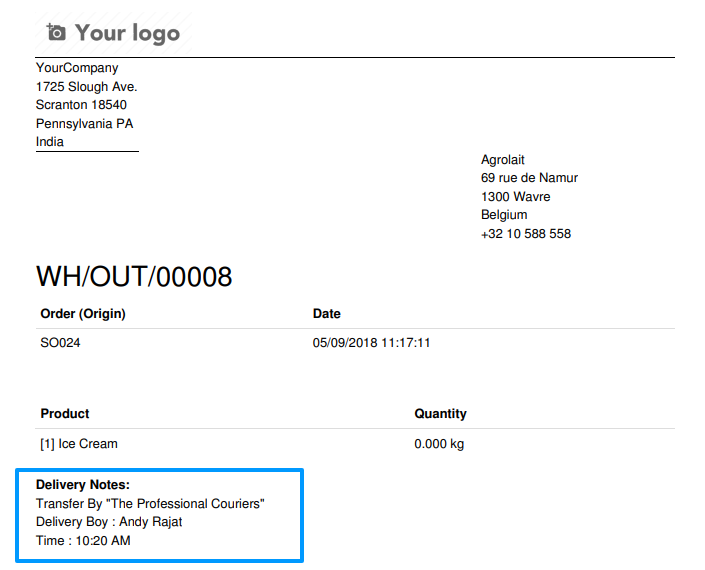 Your logo
YourCompany
1725 Slough Ave.
Scranton 18540
Pennsylvania PA
India
Agrolait
69 rue de Namur
1300 Wavre
Belgium
+32 10 588 558
WH/OUT/00008
Order (Origin) Date
SO024 05/09/2018 11:17:11
Product Quantity
[1] Ice Cream 0.000 kg
Delivery Notes:
Transfer By "The Professional Couriers"
Delivery Boy : Andy Rajat
Time : 10:20 AM